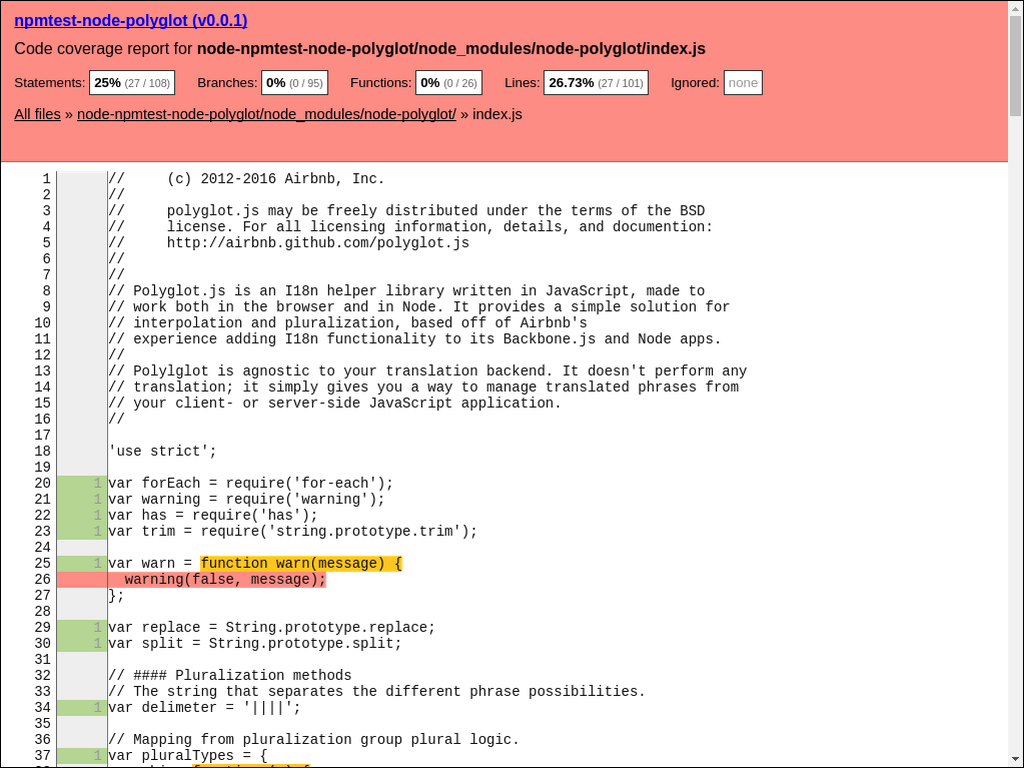 npmtest-node-polyglot (v0.0.1)
Code coverage report for node-npmtest-node-polyglot/node_modules/node-polyglot/index.js
Statements: 25% (27 / 108) Branches: 0% (0 / 95) Functions: 0% (0 / 26) Lines: 26.73% (27 / 101) Ignored: none
All files » node-npmtest-node-polyglot/node_modules/node-polyglot/ » index.js
1 //     (c) 2012-2016 Airbnb, Inc.
2 //
3 //     polyglot.js may be freely distributed under the terms of the BSD
4 //     license. For all licensing information, details, and documention:
5 //     http://airbnb.github.com/polyglot.js
6 //
7 //
8 // Polyglot.js is an I18n helper library written in JavaScript, made to
9 // work both in the browser and in Node. It provides a simple solution for
10 // interpolation and pluralization, based off of Airbnb's
11 // experience adding I18n functionality to its Backbone.js and Node apps.
12 //
13 // Polylglot is agnostic to your translation backend. It doesn't perform any
14 // translation; it simply gives you a way to manage translated phrases from
15 // your client- or server-side JavaScript application.
16 //
17
18 'use strict';
19
20 1 var forEach = require('for-each');
21 1 var warning = require('warning');
22 1 var has = require('has');
23 1 var trim = require('string.prototype.trim');
24
25 1 var warn = function warn(message) {
26   warning(false, message);
27 };
28
29 1 var replace = String.prototype.replace;
30 1 var split = String.prototype.split;
31
32 // #### Pluralization methods
33 // The string that separates the different phrase possibilities.
34 1 var delimeter = '||||';
35
36 // Mapping from pluralization group plural logic.
37 1 var pluralTypes = {